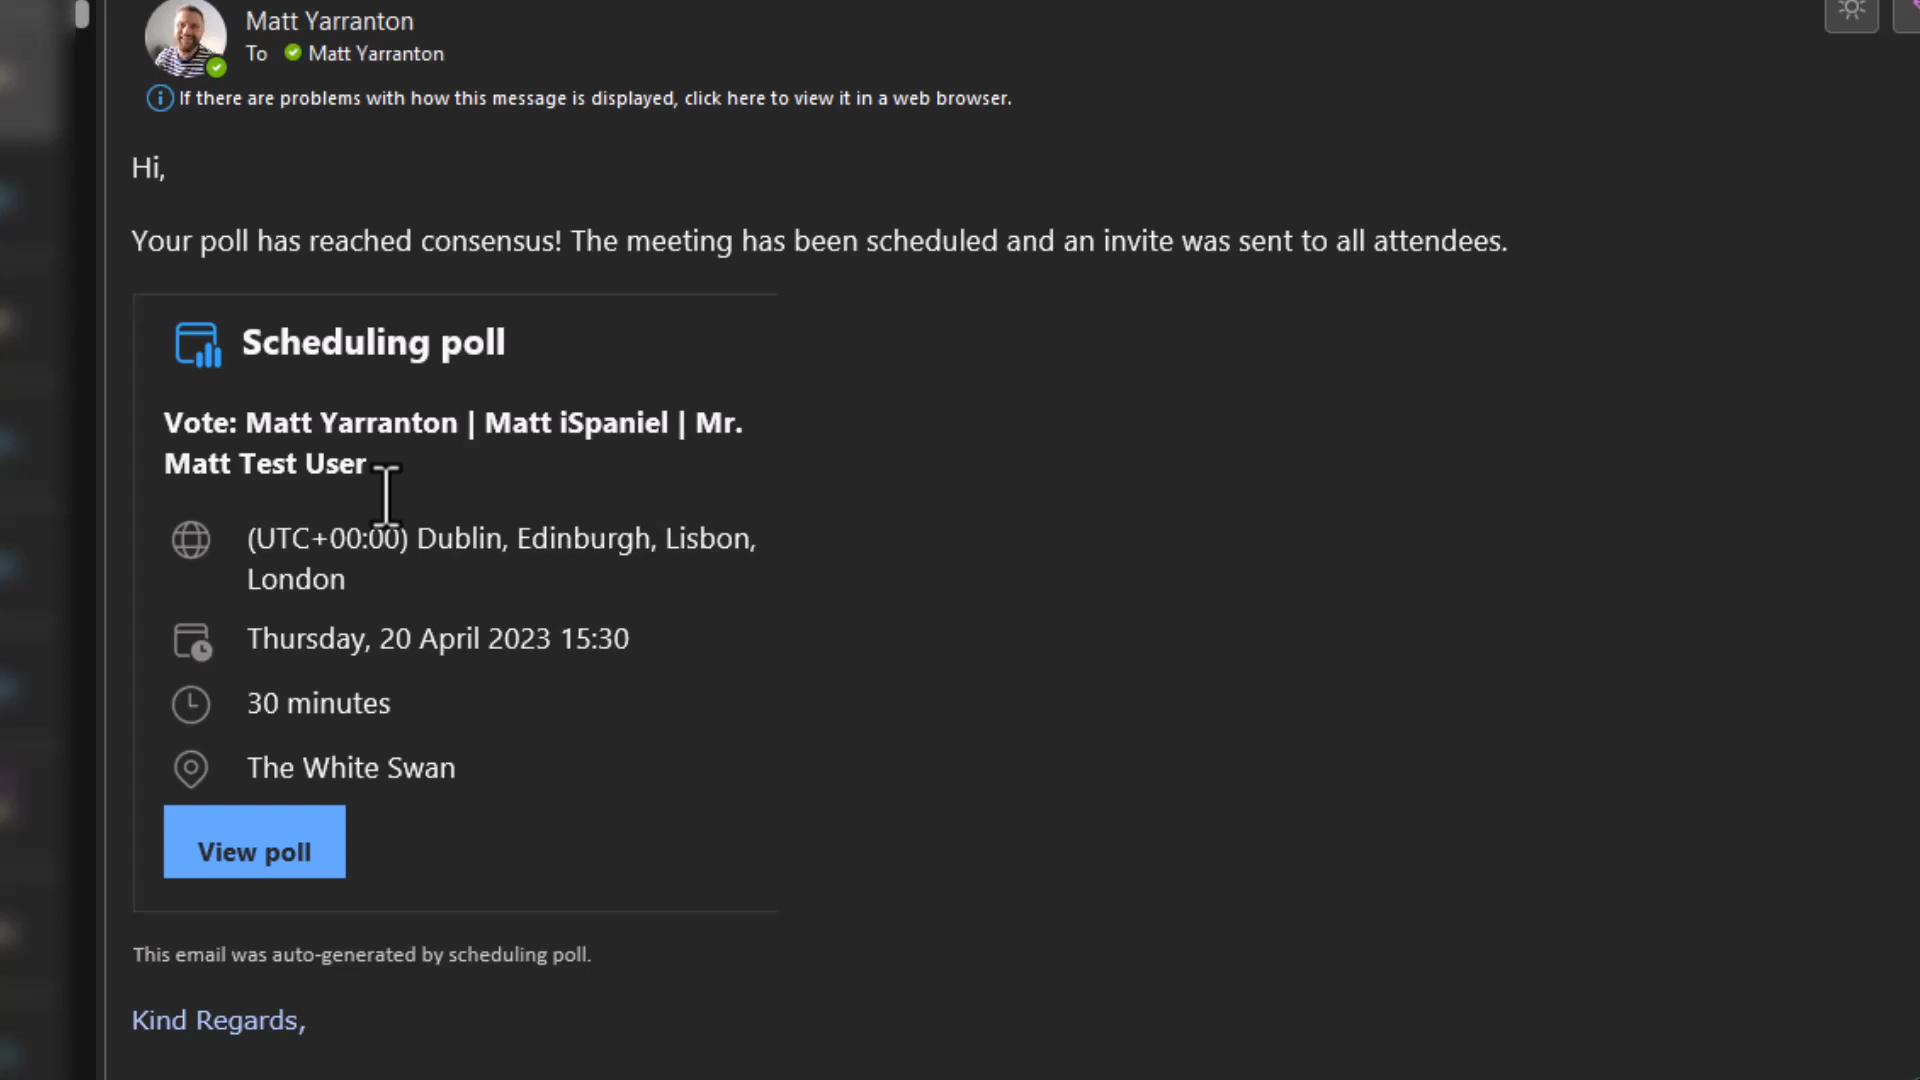 Matt Yarranton
To Matt Yarranton
If there are problems with how this message is displayed, click here to view it in a web browser.
Hi,
Your poll has reached consensus! The meeting has been scheduled and an invite was sent to all attendees.
Scheduling poll
Vote: Matt Yarranton | Matt iSpaniel | Mr.
Matt Test User
(UTC+00:00) Dublin, Edinburgh, Lisbon,
London
Thursday, 20 April 2023 15:30
30 minutes
The White Swan
View poll
This email was auto-generated by scheduling poll.
Kind Regards,